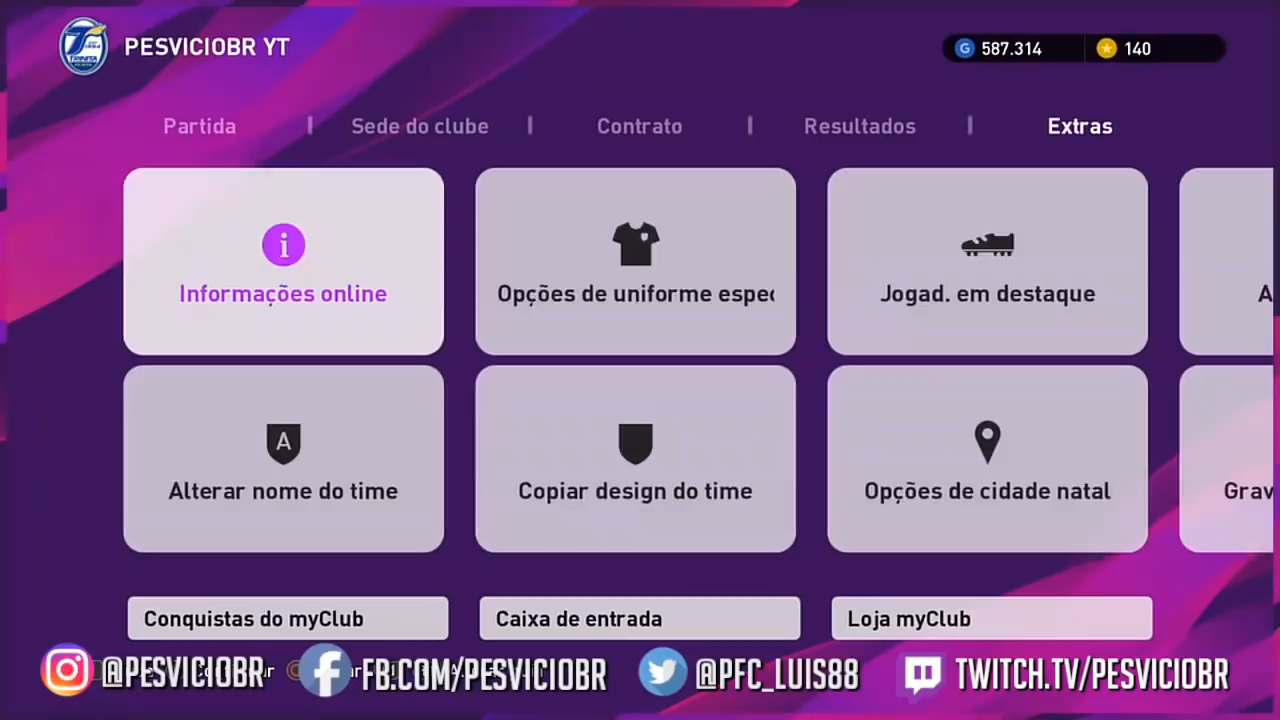 PESVICIOBR YT
587.314
140
Partida
Sede do clube
Contrato
Resultados
Extras
Informações online
Opções de uniforme espec
Jogad. em destaque
A
Alterar nome do time
Copiar design do time
Opções de cidade natal
Grav
Conquistas do myClub
Caixa de entrada
Loja myClub
@PESVICIOBR
FB.COM/PESVICIOBR
@PFC_LUIS88
TWITCH.TV/PESVICIOBR